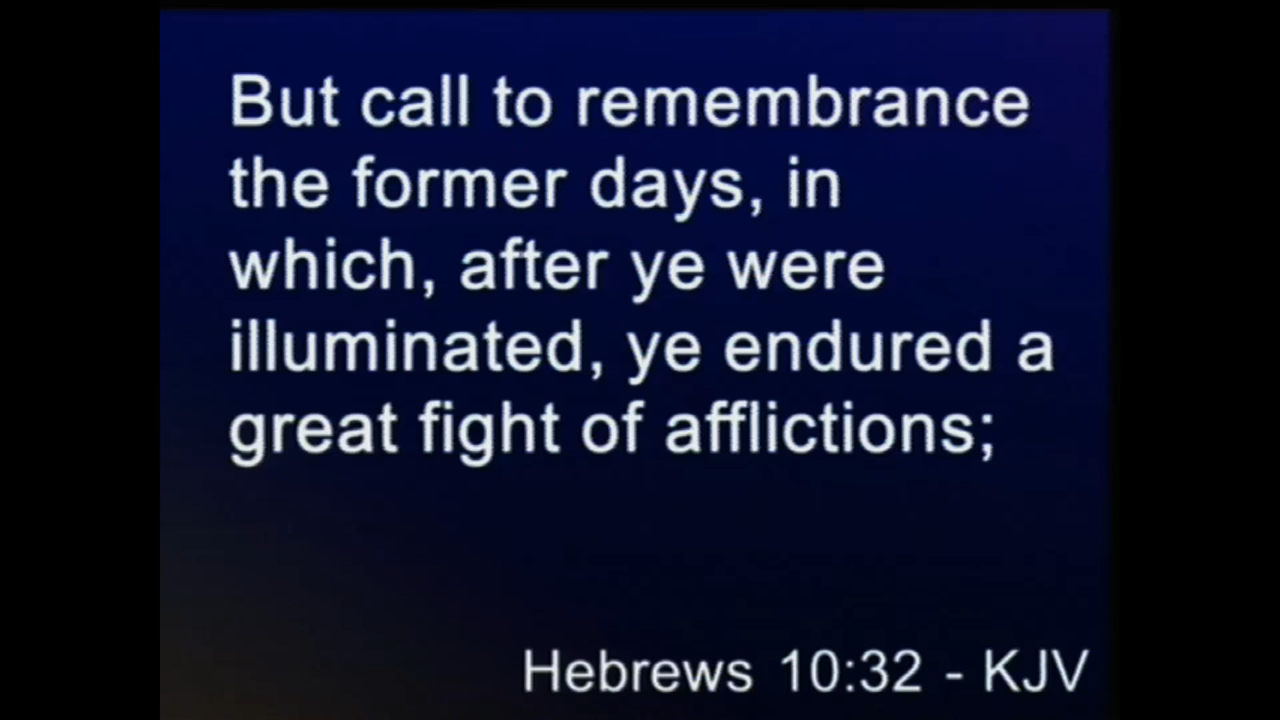 But call to remembrance
the former days, in
which, after ye were
illuminated, ye endured a
great fight of afflictions;
Hebrews 10:32 - KJV